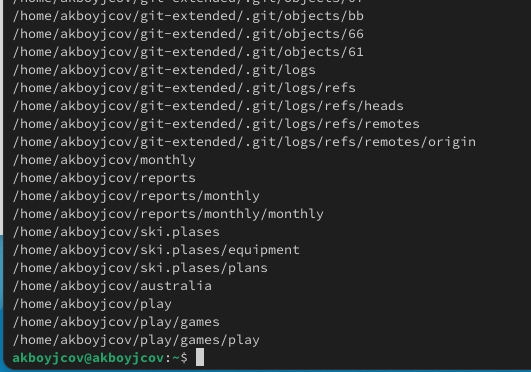 /home/akboyjcov/git-extended/.git/objects/bb
/home/akboyjcov/git-extended/.git/objects/66
/home/akboyjcov/git-extended/.git/objects/61
/home/akboyjcov/git-extended/.git/logs
/home/akboyjcov/git-extended/.git/logs/refs
/home/akboyjcov/git-extended/.git/logs/refs/heads
/home/akboyjcov/git-extended/.git/logs/refs/remotes
/home/akboyjcov/git-extended/.git/logs/refs/remotes/origin
/home/akboyjcov/monthly
/home/akboyjcov/reports
/home/akboyjcov/reports/monthly
/home/akboyjcov/reports/monthly/monthly
/home/akboyjcov/ski.plases
/home/akboyjcov/ski.plases/equipment
/home/akboyjcov/ski.plases/plans
/home/akboyjcov/australia
/home/akboyjcov/play
/home/akboyjcov/play/games
/home/akboyjcov/play/games/play
akboyjcov@akboyjcov:~$